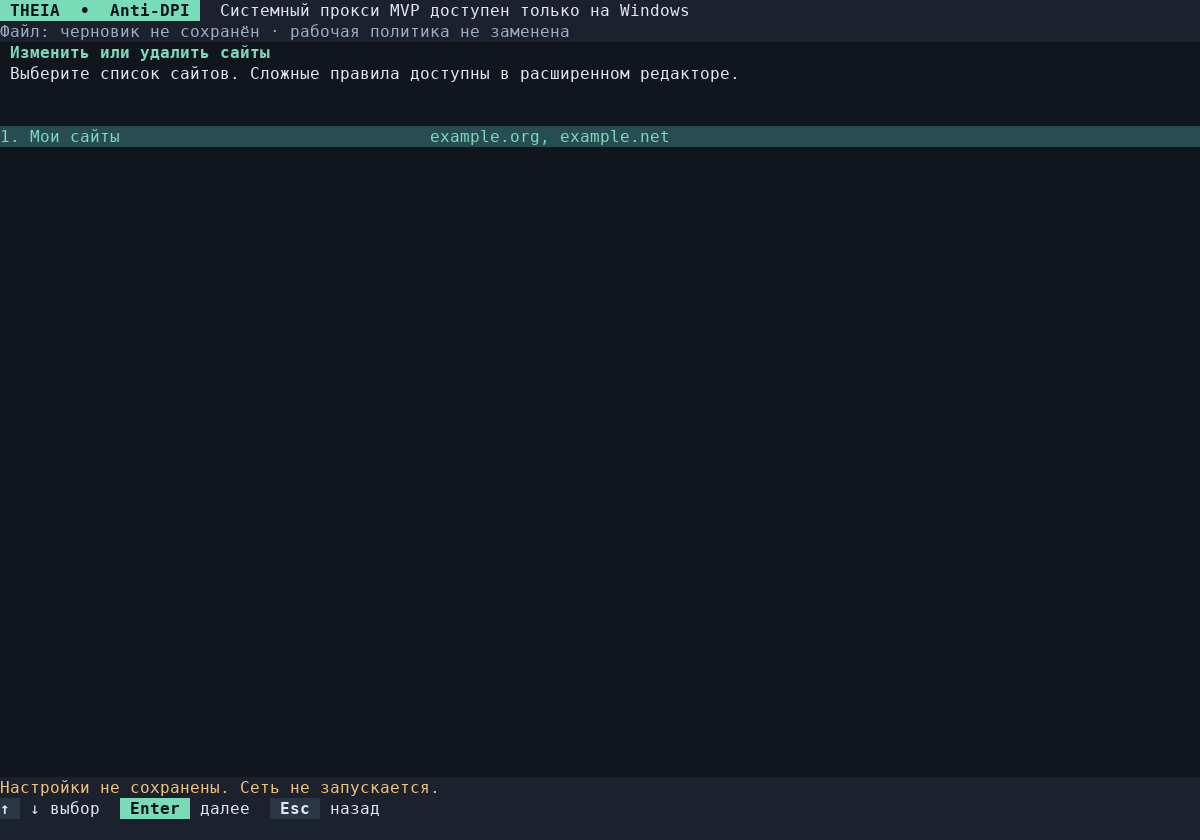 THEIA • Anti-DPI Системный прокси MVP доступен только на Windows
Файл: черновик не сохранён · рабочая политика не заменена
Изменить или удалить сайты
Выберите список сайтов. Сложные правила доступны в расширенном редакторе.
1. Мои сайты example.org, example.net
Настройки не сохранены. Сеть не запускается.
↑ ↓ выбор Enter далее Esc назад